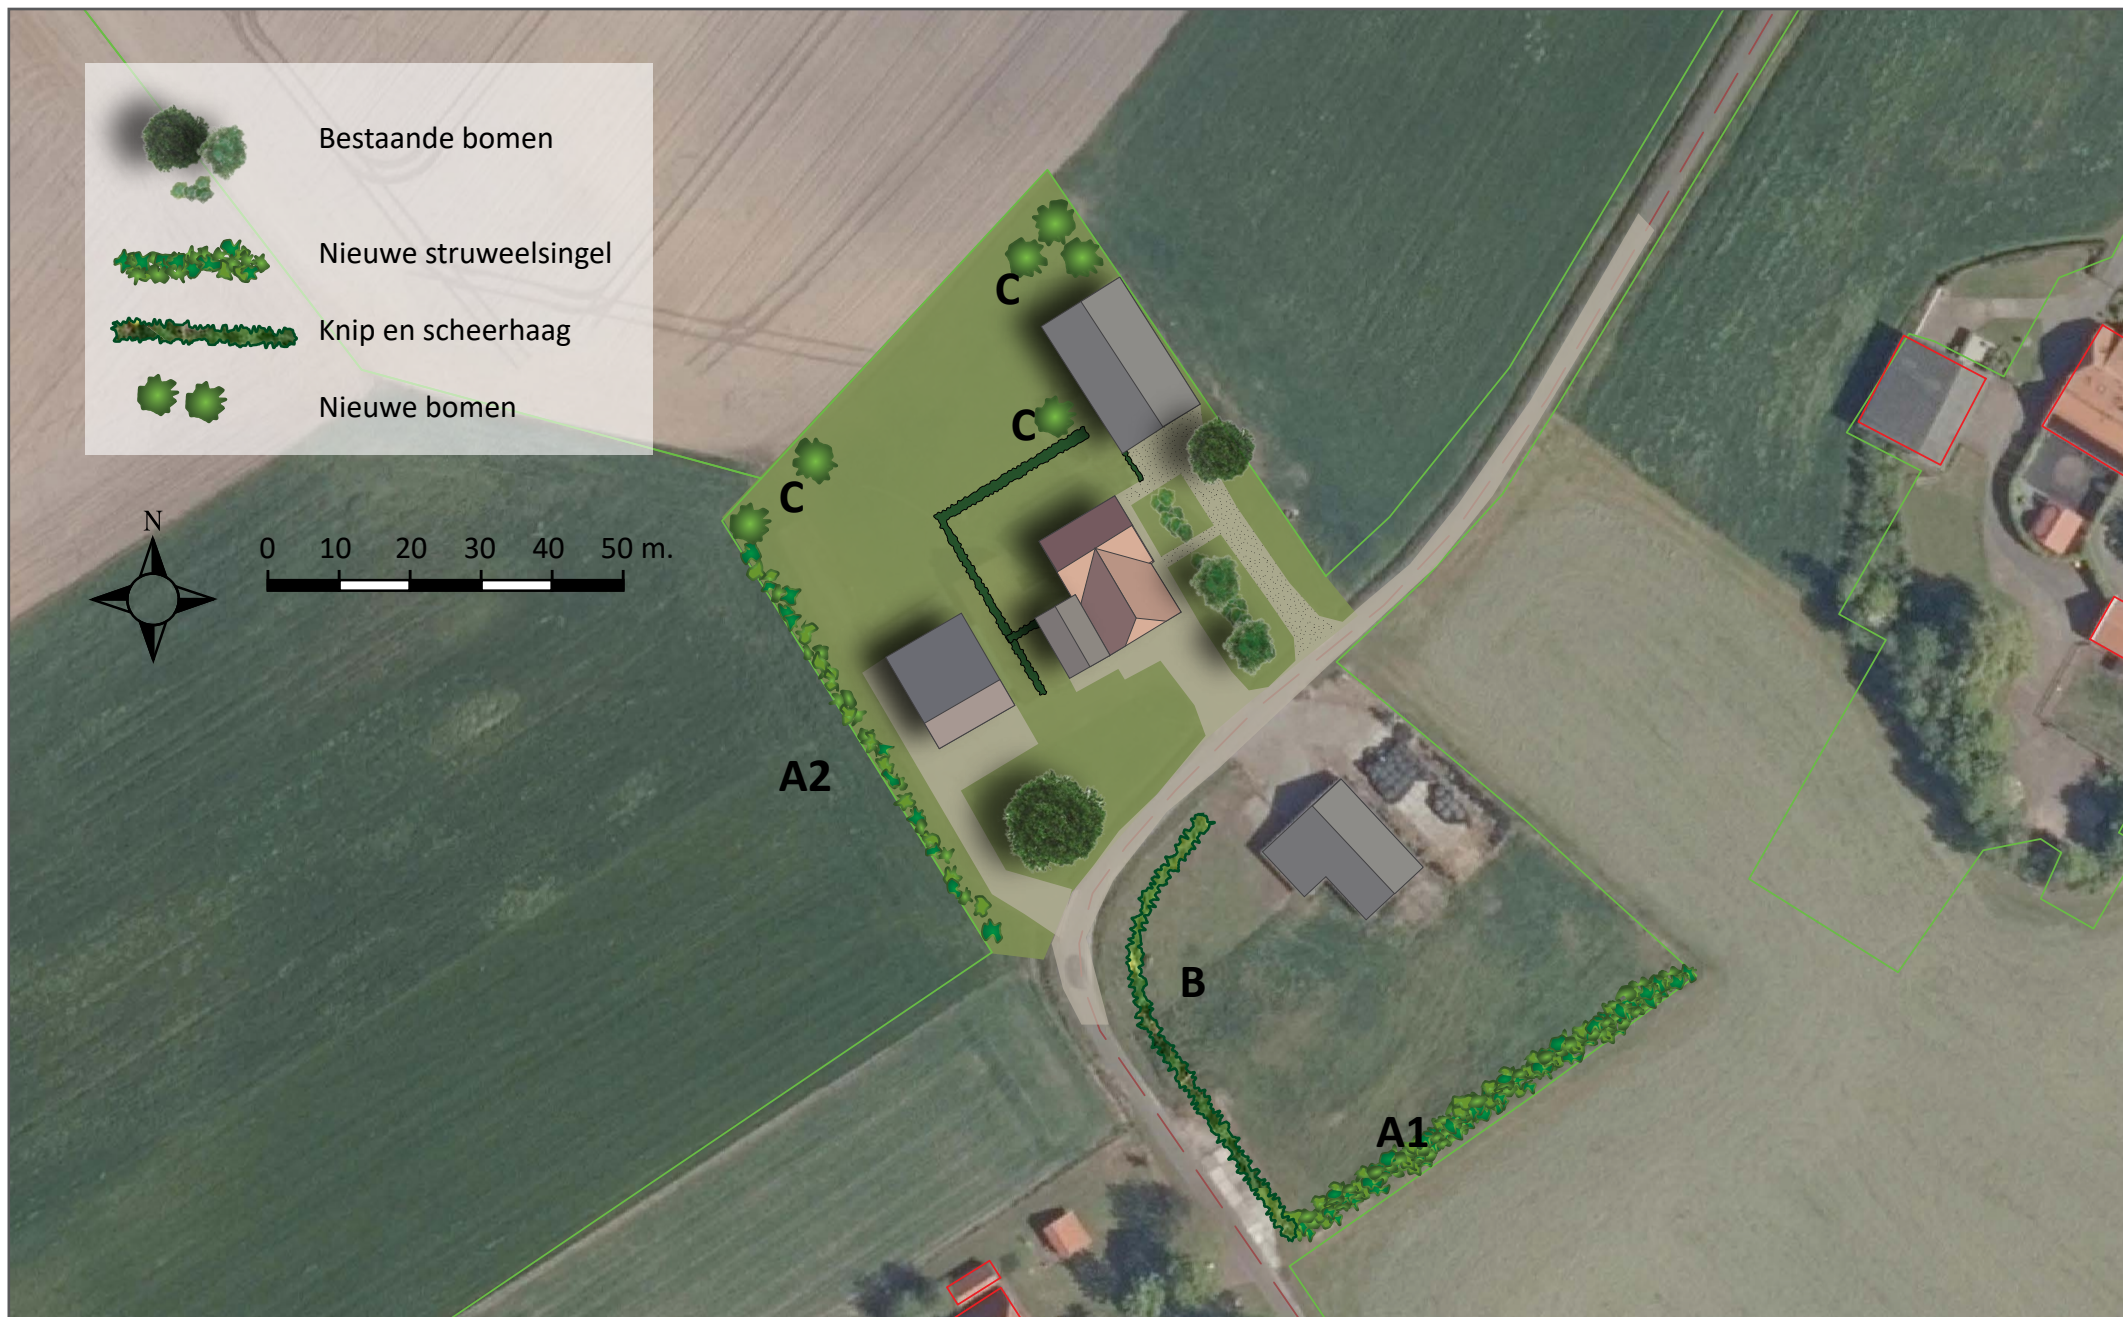 Bestaande bomen
Nieuwe struweelsingel
Knip en scheerhaag
Nieuwe bomen
N
0 10 20 30 40 50 m.
C
C
C
A2
B
A1